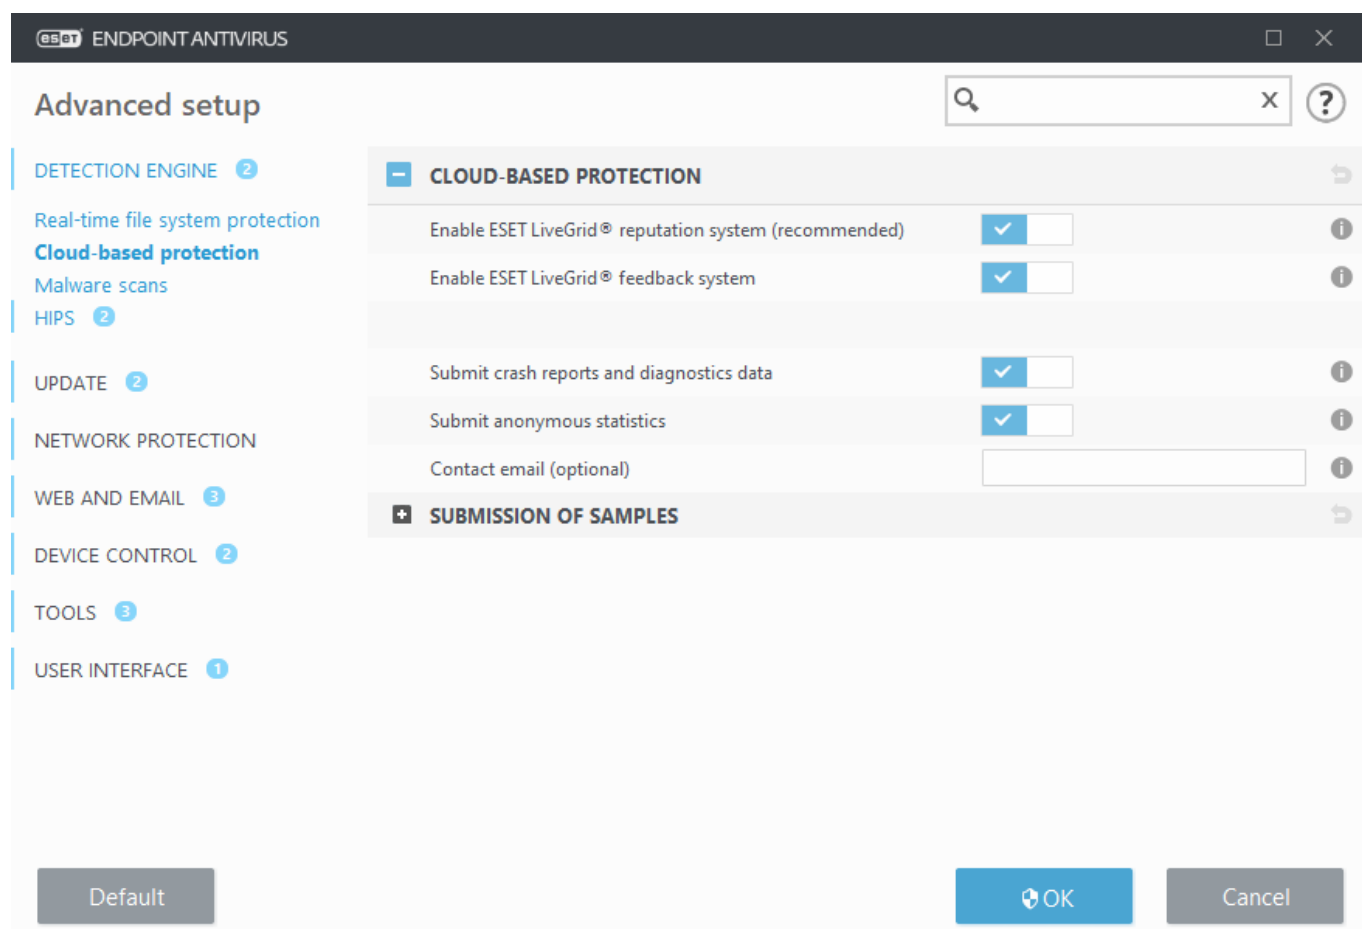 eset ENDPOINT ANTIVIRUS
Advanced setup
X
?
DETECTION ENGINE 2
Real-time file system protection
Cloud-based protection
Malware scans
HIPS 2
UPDATE 2
NETWORK PROTECTION
WEB AND EMAIL 3
DEVICE CONTROL 2
TOOLS 3
USER INTERFACE 1
CLOUD-BASED PROTECTION
Enable ESET LiveGrid® reputation system (recommended)
Enable ESET LiveGrid® feedback system
Submit crash reports and diagnostics data
Submit anonymous statistics
Contact email (optional)
SUBMISSION OF SAMPLES
Default
OK
Cancel